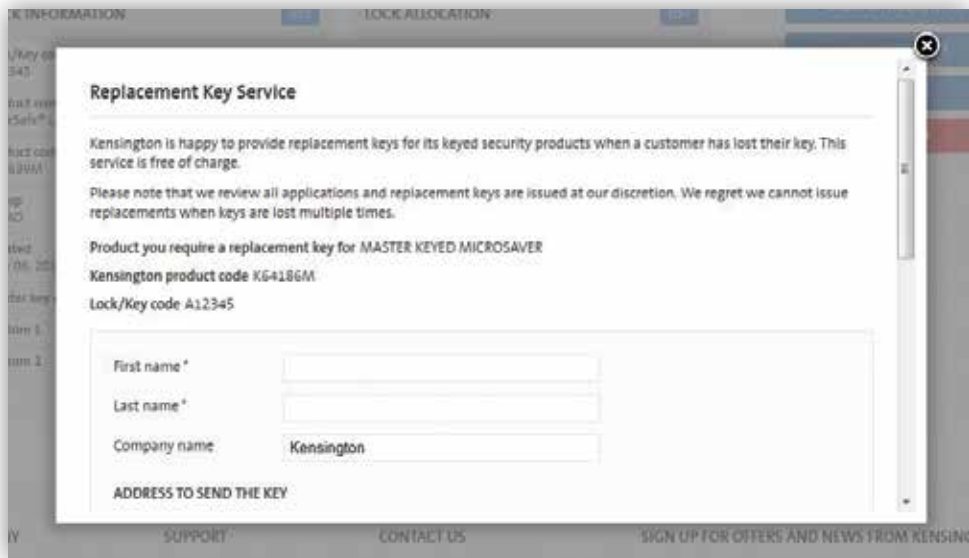 CK INFORMATION
LOCK ALLOCATION
Replacement Key Service
Kensington is happy to provide replacement keys for its keyed security products when a customer has lost their key. This
service is free of charge.
Please note that we review all applications and replacement keys are issued at our discretion. We regret we cannot issue
replacements when keys are lost multiple times.
Product you require a replacement key for MASTER KEYED MICROSAVER
Kensington product code K64186M
Lock/Key code A12345
First name *
Last name *
Company name
Kensington
ADDRESS TO SEND THE KEY
SUPPORT
CONTACT US
SIGN UP FOR OFFERS AND NEWS FROM KENSING